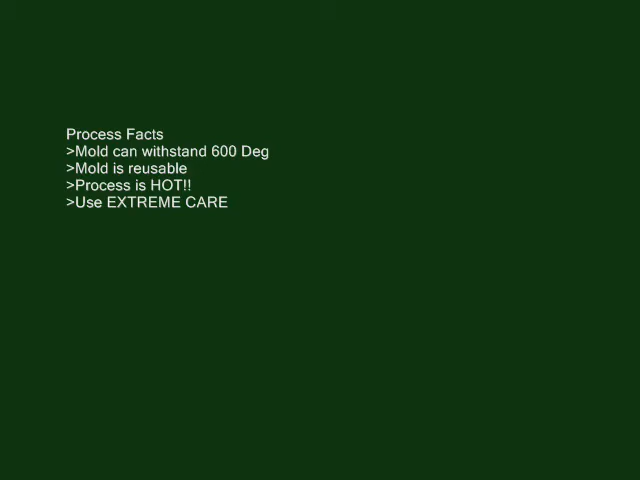 Process Facts
>Mold can withstand 600 Deg
>Mold is reusable
>Process is HOT!!
>Use EXTREME CARE